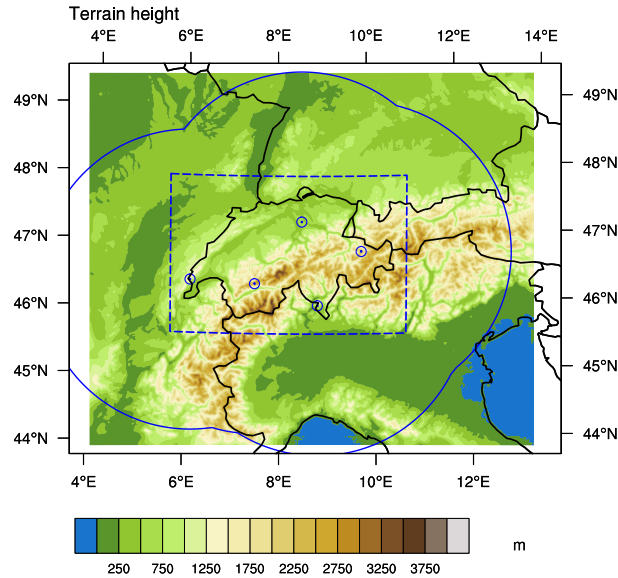 Terrain height
4°E 6°E 8°E 10°E 12°E 14°E
49°N 49°N
48°N 48°N
47°N 47°N
46°N 46°N
45°N 45°N
44°N 44°N
4°E 6°E 8°E 10°E 12°E
250 750 1250 1750 2250 2750 3250 3750 m